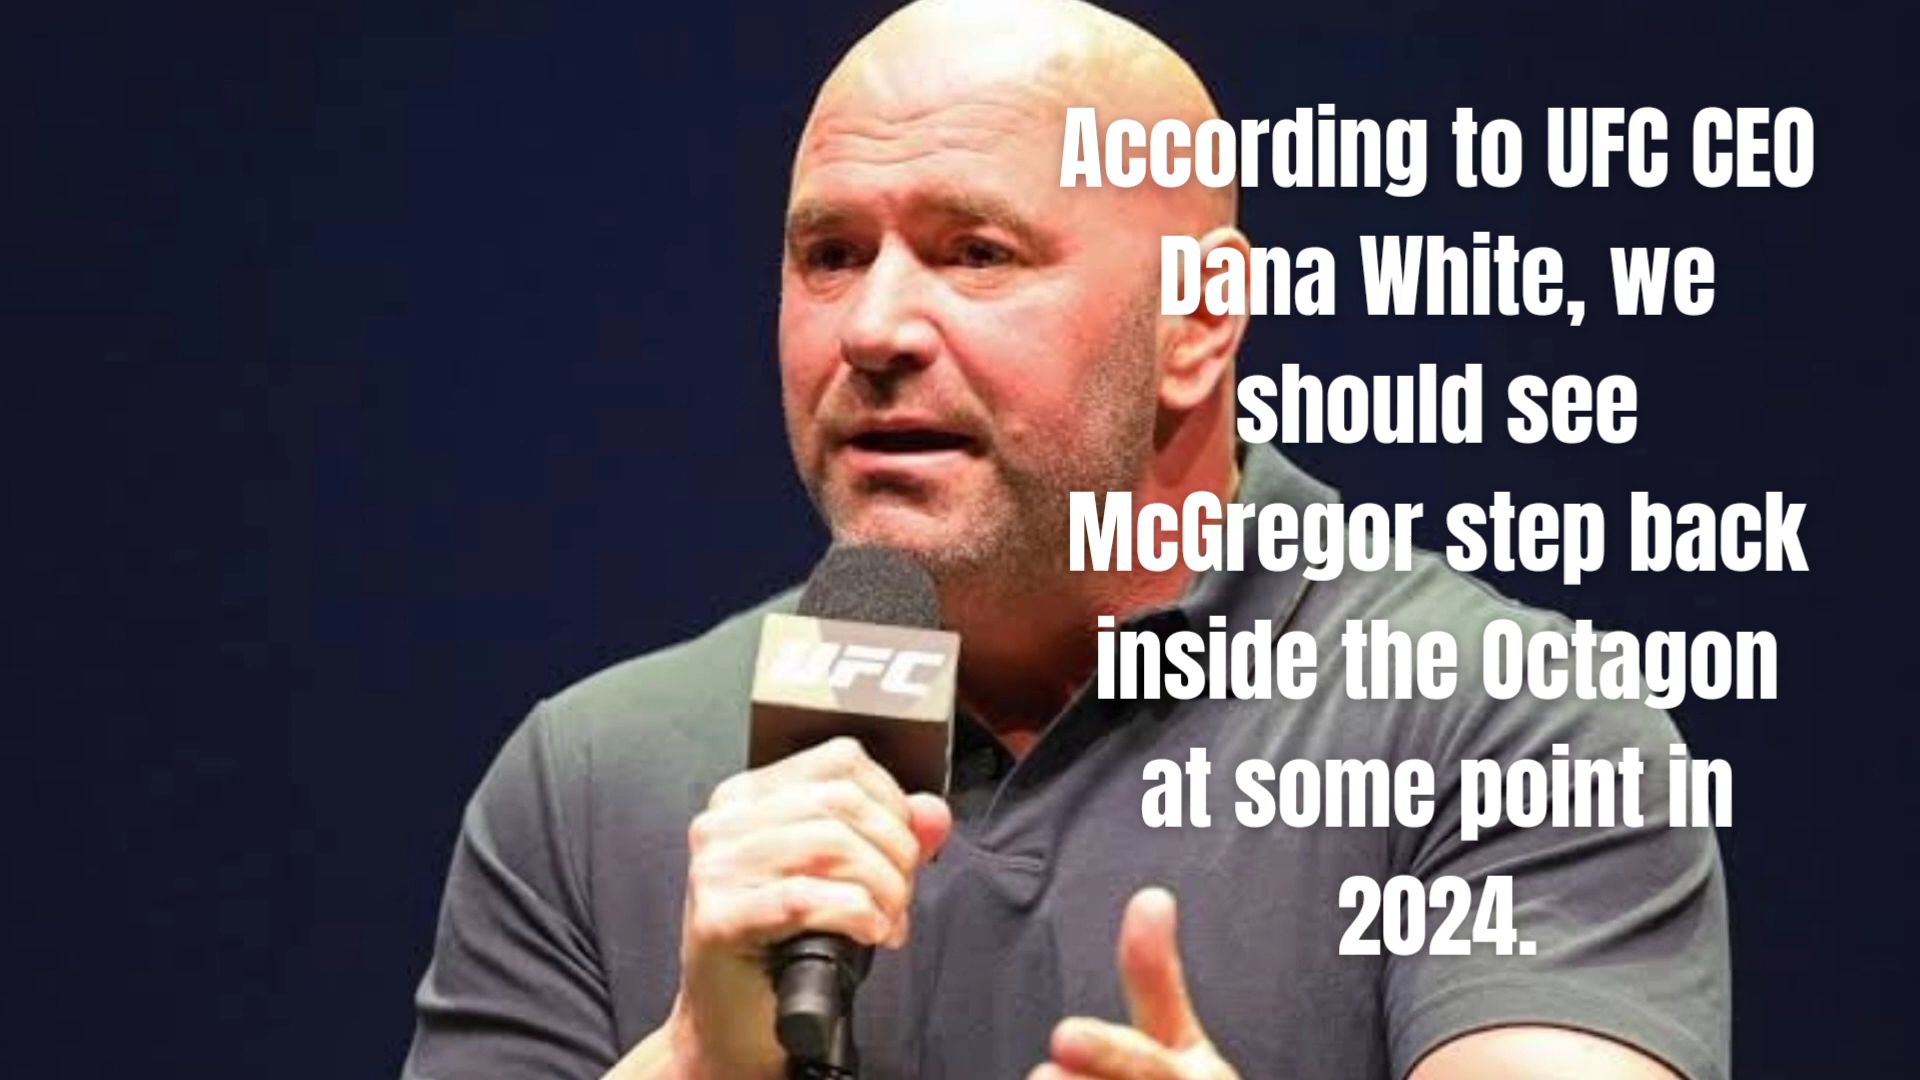 According to UFC CEO
Dana White, we
should see
McGregor step back
inside the Octagon
at some point in
2024.
UFC